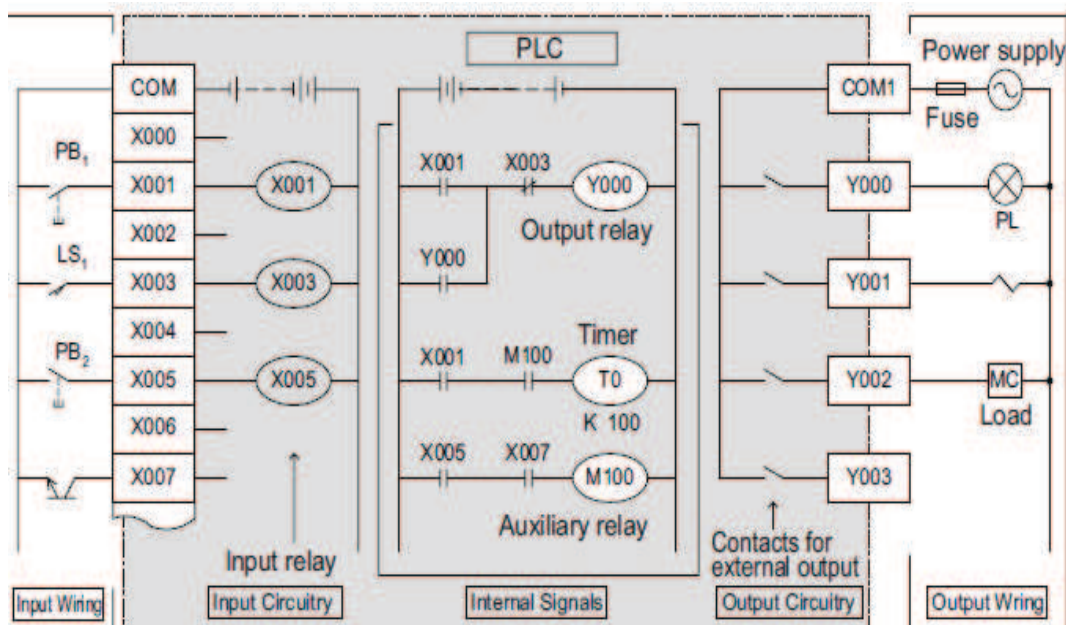 PLC
Power supply
COM
COM1
Fuse
X000
PB1
X001
X001
X001
X003
Y000
Y000
PL
X002
Output relay
LS1
Y000
X003
X003
Y001
X004
Timer
PB2
X001
M100
X005
X005
T0
Y002
MC
Load
X006
K 100
X005
X007
X007
M100
Y003
Auxiliary relay
Input relay
Contacts for
external output
Input Wiring
Input Circuitry
Internal Signals
Output Circuitry
Output Wring